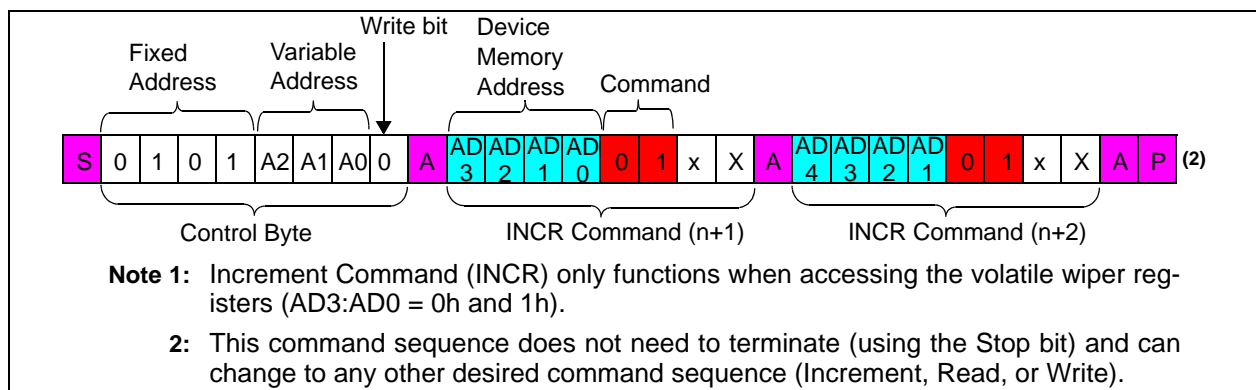 Write bit Device
Fixed Variable Memory
Address Address Address Command
S 0 1 0 1 A2 A1 A0 0 A AD3 AD2 AD1 AD0 0 1 x X A AD4 AD3 AD2 AD1 0 1 x X A P (2)
Control Byte INCR Command (n+1) INCR Command (n+2)
Note 1: Increment Command (INCR) only functions when accessing the volatile wiper reg-
isters (AD3:AD0 = 0h and 1h).
2: This command sequence does not need to terminate (using the Stop bit) and can
change to any other desired command sequence (Increment, Read, or Write).